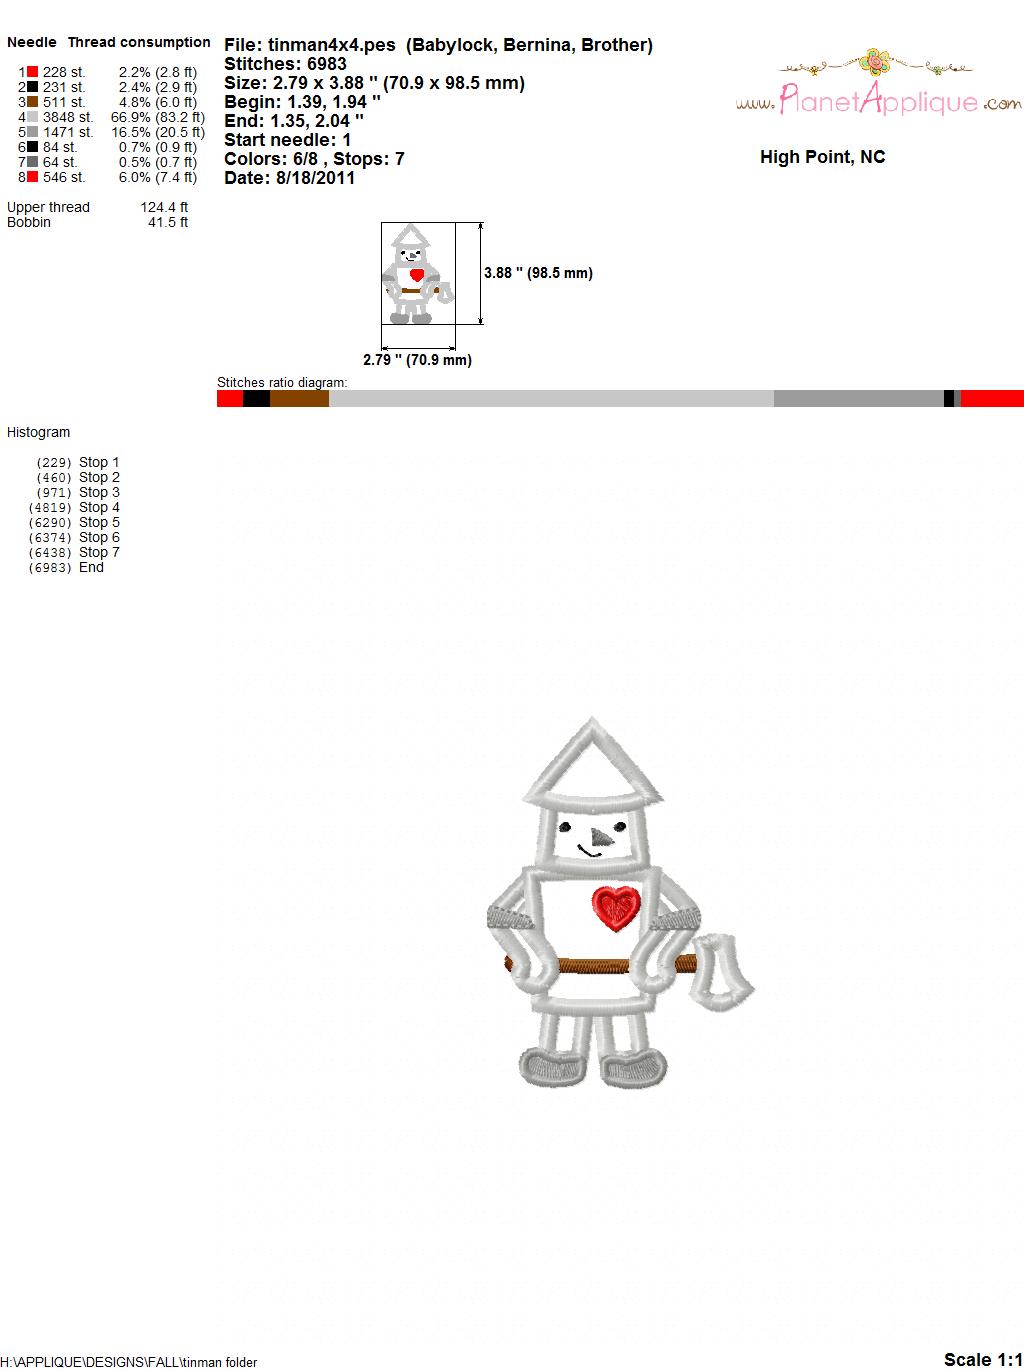 Needle Thread consumption
1 228 st. 2.2% (2.8 ft)
2 231 st. 2.4% (2.9 ft)
3 511 st. 4.8% (6.0 ft)
4 3848 st. 66.9% (83.2 ft)
5 1471 st. 16.5% (20.5 ft)
6 84 st. 0.7% (0.9 ft)
7 64 st. 0.5% (0.7 ft)
8 546 st. 6.0% (7.4 ft)
Upper thread 124.4 ft
Bobbin 41.5 ft
File: tinman4x4.pes (Babylock, Bernina, Brother)
Stitches: 6983
Size: 2.79 x 3.88 " (70.9 x 98.5 mm)
Begin: 1.39, 1.94 "
End: 1.35, 2.04 "
Start needle: 1
Colors: 6/8 , Stops: 7
Date: 8/18/2011
www.PlanetApplique.com
High Point, NC
3.88 " (98.5 mm)
2.79 " (70.9 mm)
Stitches ratio diagram:
Histogram
(229) Stop 1
(460) Stop 2
(971) Stop 3
(4819) Stop 4
(6290) Stop 5
(6374) Stop 6
(6438) Stop 7
(6983) End
H:\APPLIQUE\DESIGNS\FALL\tinman folder
Scale 1:1